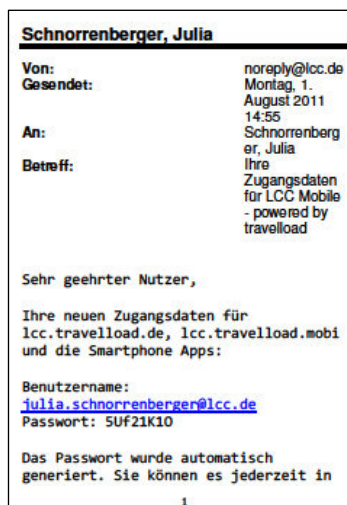 Schnorrenberger, Julia
Von: noreply@lcc.de
Gesendet: Montag, 1.
August 2011
14:55
An: Schnorrenberg
er, Julia
Betreff: Ihre
Zugangsdaten
für LCC Mobile
- powered by
travelload
Sehr geehrter Nutzer,
Ihre neuen Zugangsdaten für
lcc.travelload.de, lcc.travelload.mobi
und die Smartphone Apps:
Benutzername:
julia.schnorrenberger@lcc.de
Passwort: 5Uf21K1O
Das Passwort wurde automatisch
generiert. Sie können es jederzeit in
1